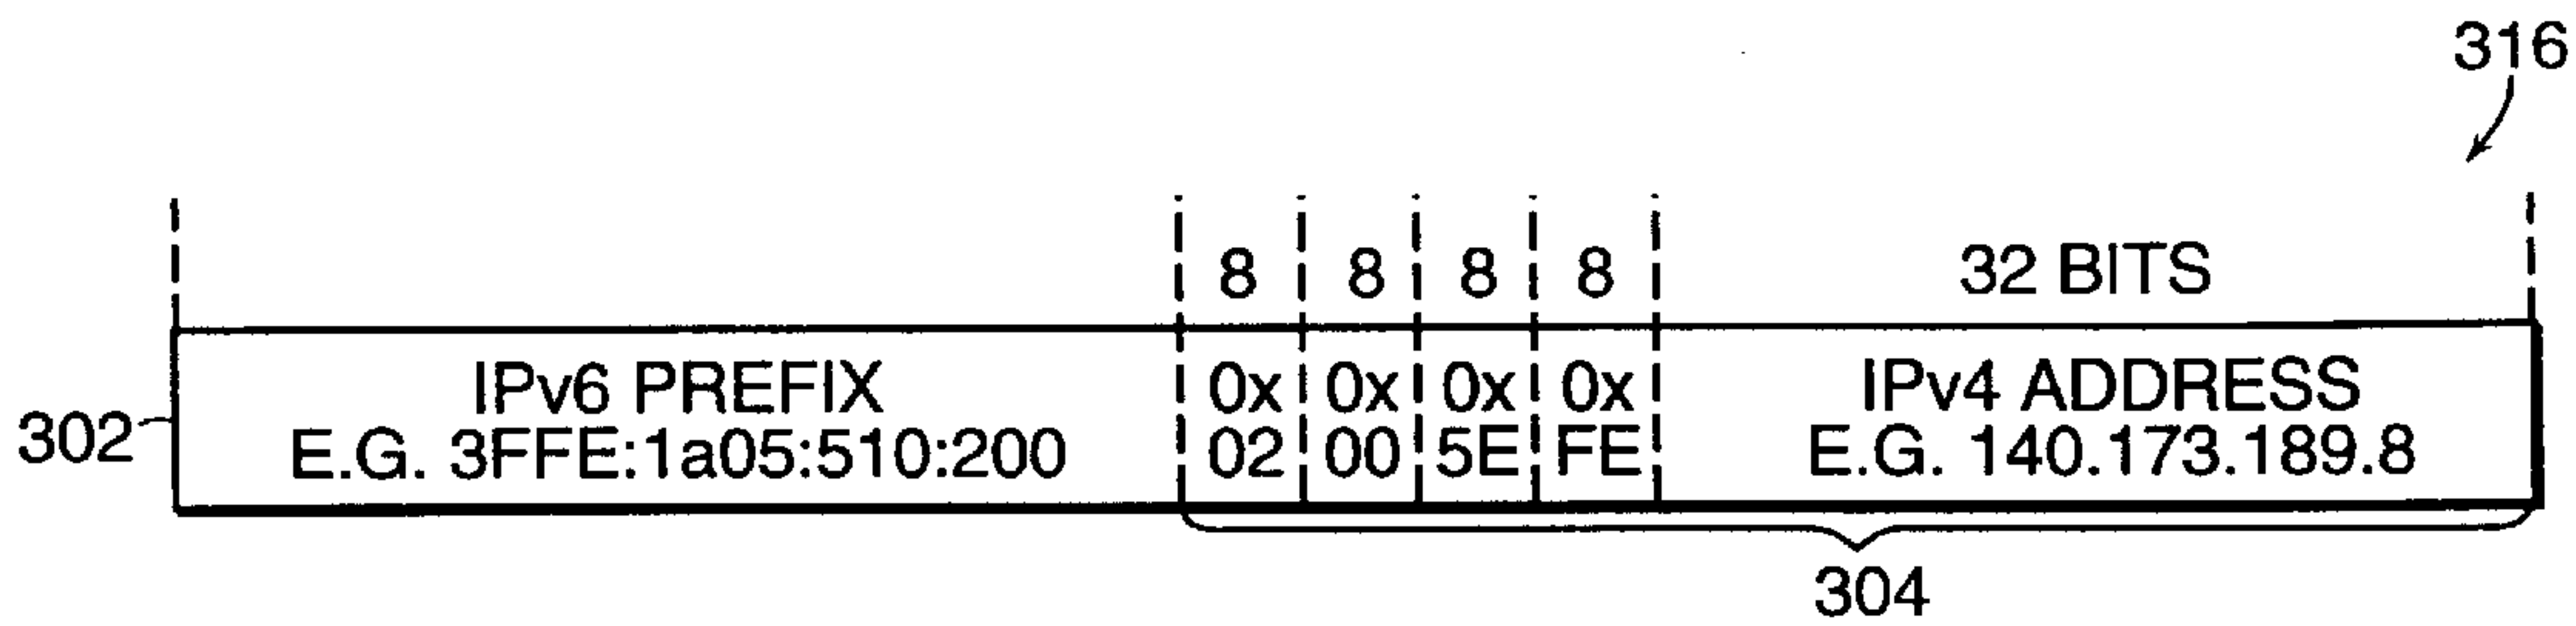 316
8 8 8 8 32 BITS
IPv6 PREFIX 0x 0x 0x 0x IPv4 ADDRESS
302 E.G. 3FFE:1a05:510:200 02 00 5E FE E.G. 140.173.189.8
304